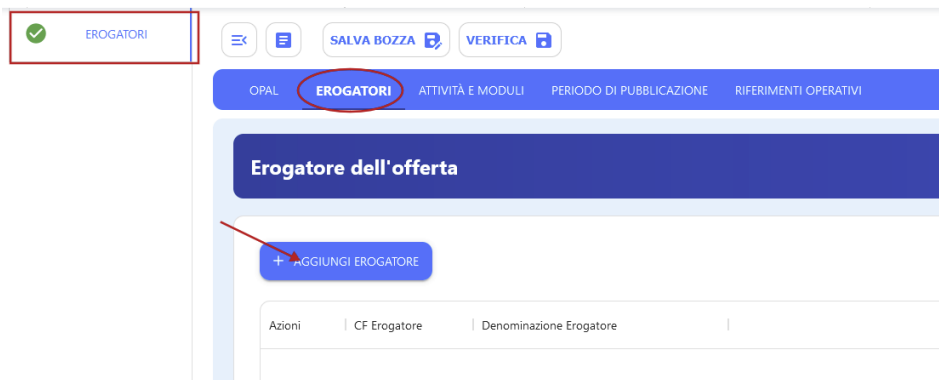 EROGATORI
SALVA BOZZA VERIFICA
OPAL EROGATORI ATTIVITÀ E MODULI PERIODO DI PUBBLICAZIONE RIFERIMENTI OPERATIVI
Erogatore dell'offerta
+ AGGIUNGI EROGATORE
Azioni CF Erogatore Denominazione Erogatore